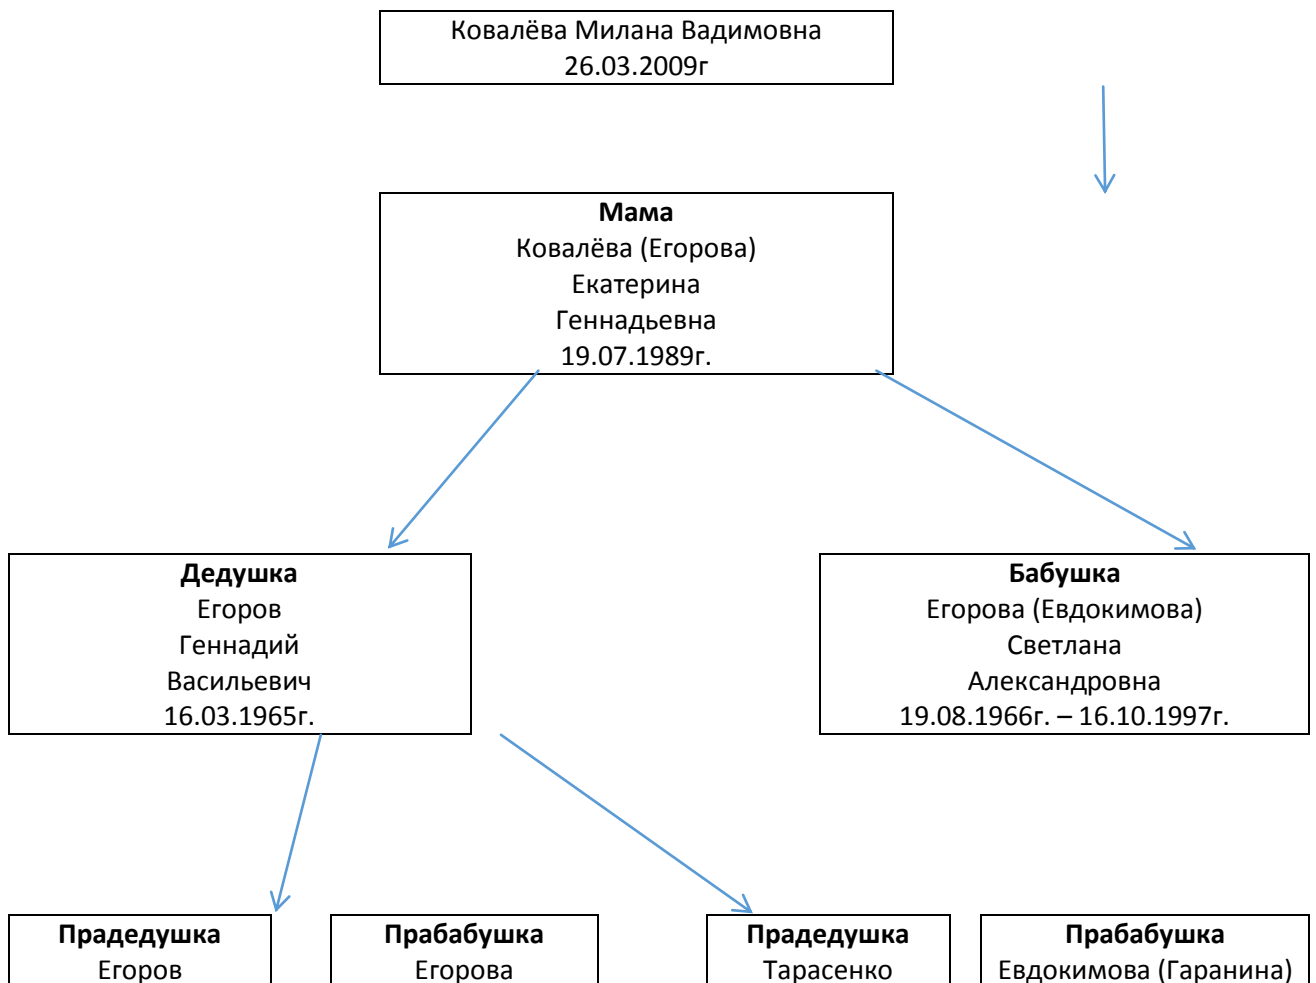 Ковалёва Милана Вадимовна
26.03.2009г
Мама
Ковалёва (Егорова)
Екатерина
Геннадьевна
19.07.1989г.
Дедушка
Егоров
Геннадий
Васильевич
16.03.1965г.
Бабушка
Егорова (Евдокимова)
Светлана
Александровна
19.08.1966г. – 16.10.1997г.
Прадедушка
Егоров
Прабабушка
Егорова
Прадедушка
Тарасенко
Прабабушка
Евдокимова (Гаранина)